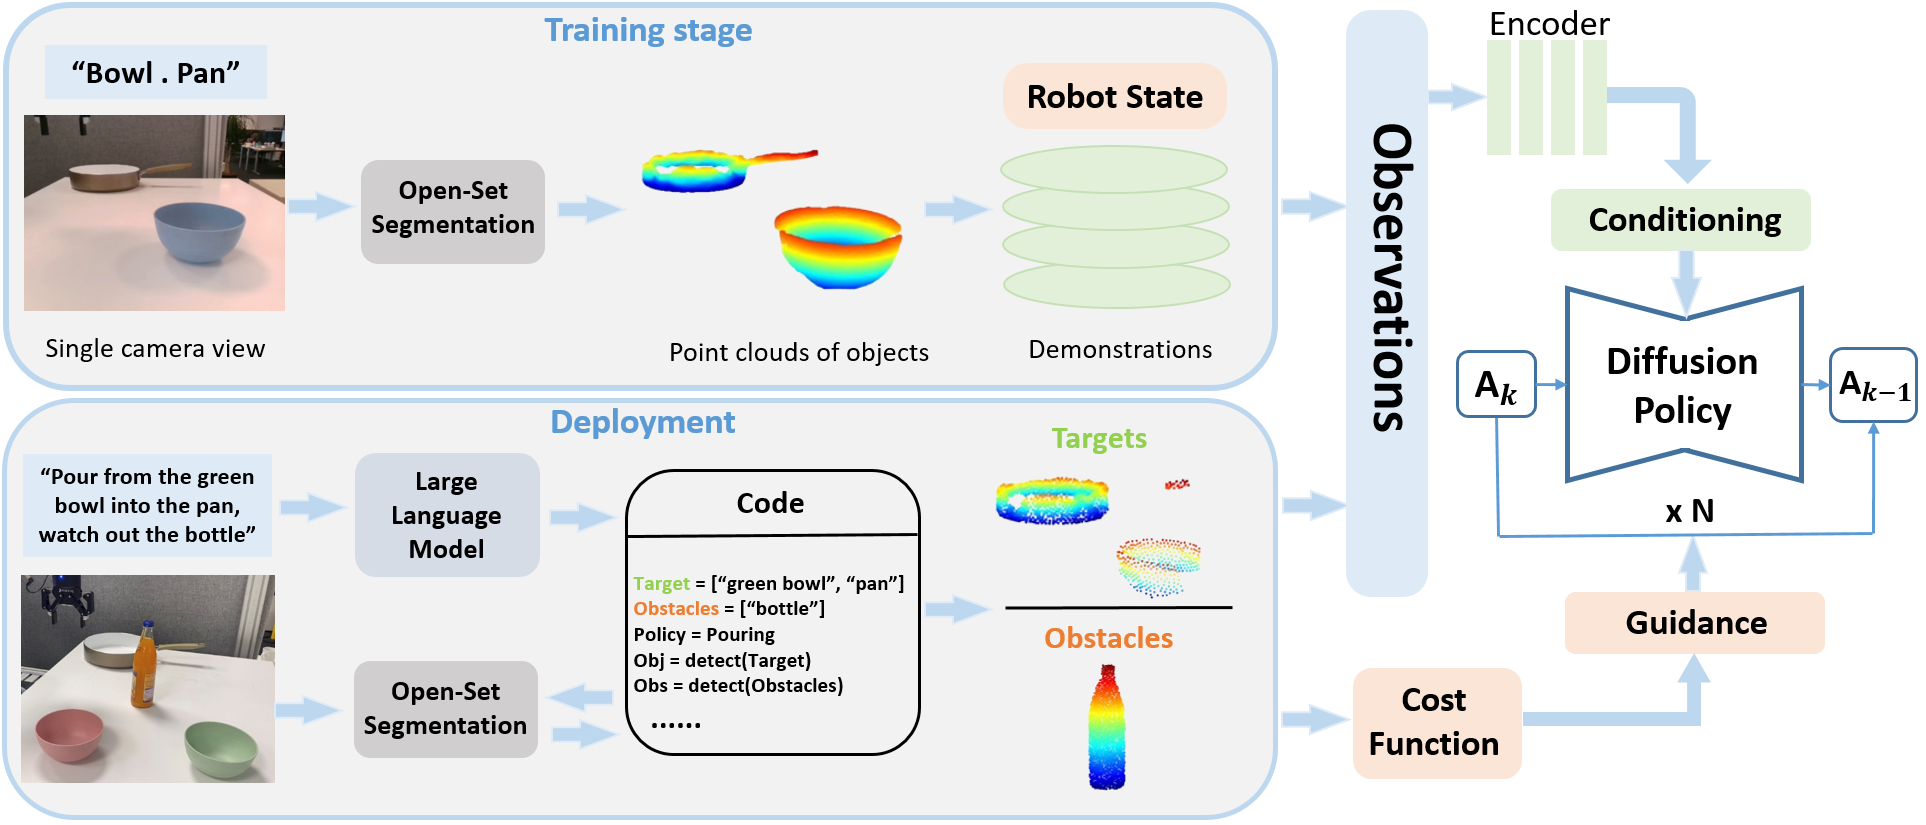 Training stage
“Bowl . Pan”
Open-Set
Segmentation
Robot State
Single camera view
Point clouds of objects
Demonstrations
Deployment
“Pour from the green
bowl into the pan,
watch out the bottle”
Large
Language
Model
Open-Set
Segmentation
Code
Target = [“green bowl”, “pan”]
Obstacles = [“bottle”]
Policy = Pouring
Obj = detect(Target)
Obs = detect(Obstacles)
......
Targets
Obstacles
Observations
Encoder
Conditioning
Diffusion
Policy
A_k
A_{k−1}
x N
Guidance
Cost
Function